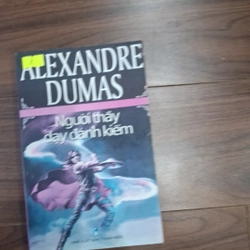 ALEXANDRE
DUMAS
Người thầy
dạy đánh kiếm